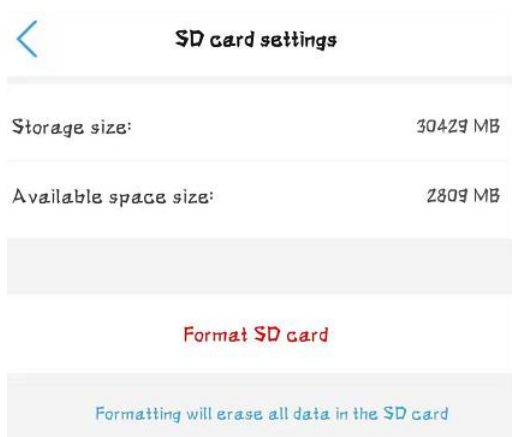 SD card settings
Storage size: 30429 MB
Available space size: 2809 MB
Format SD card
Formatting will erase all data in the SD card